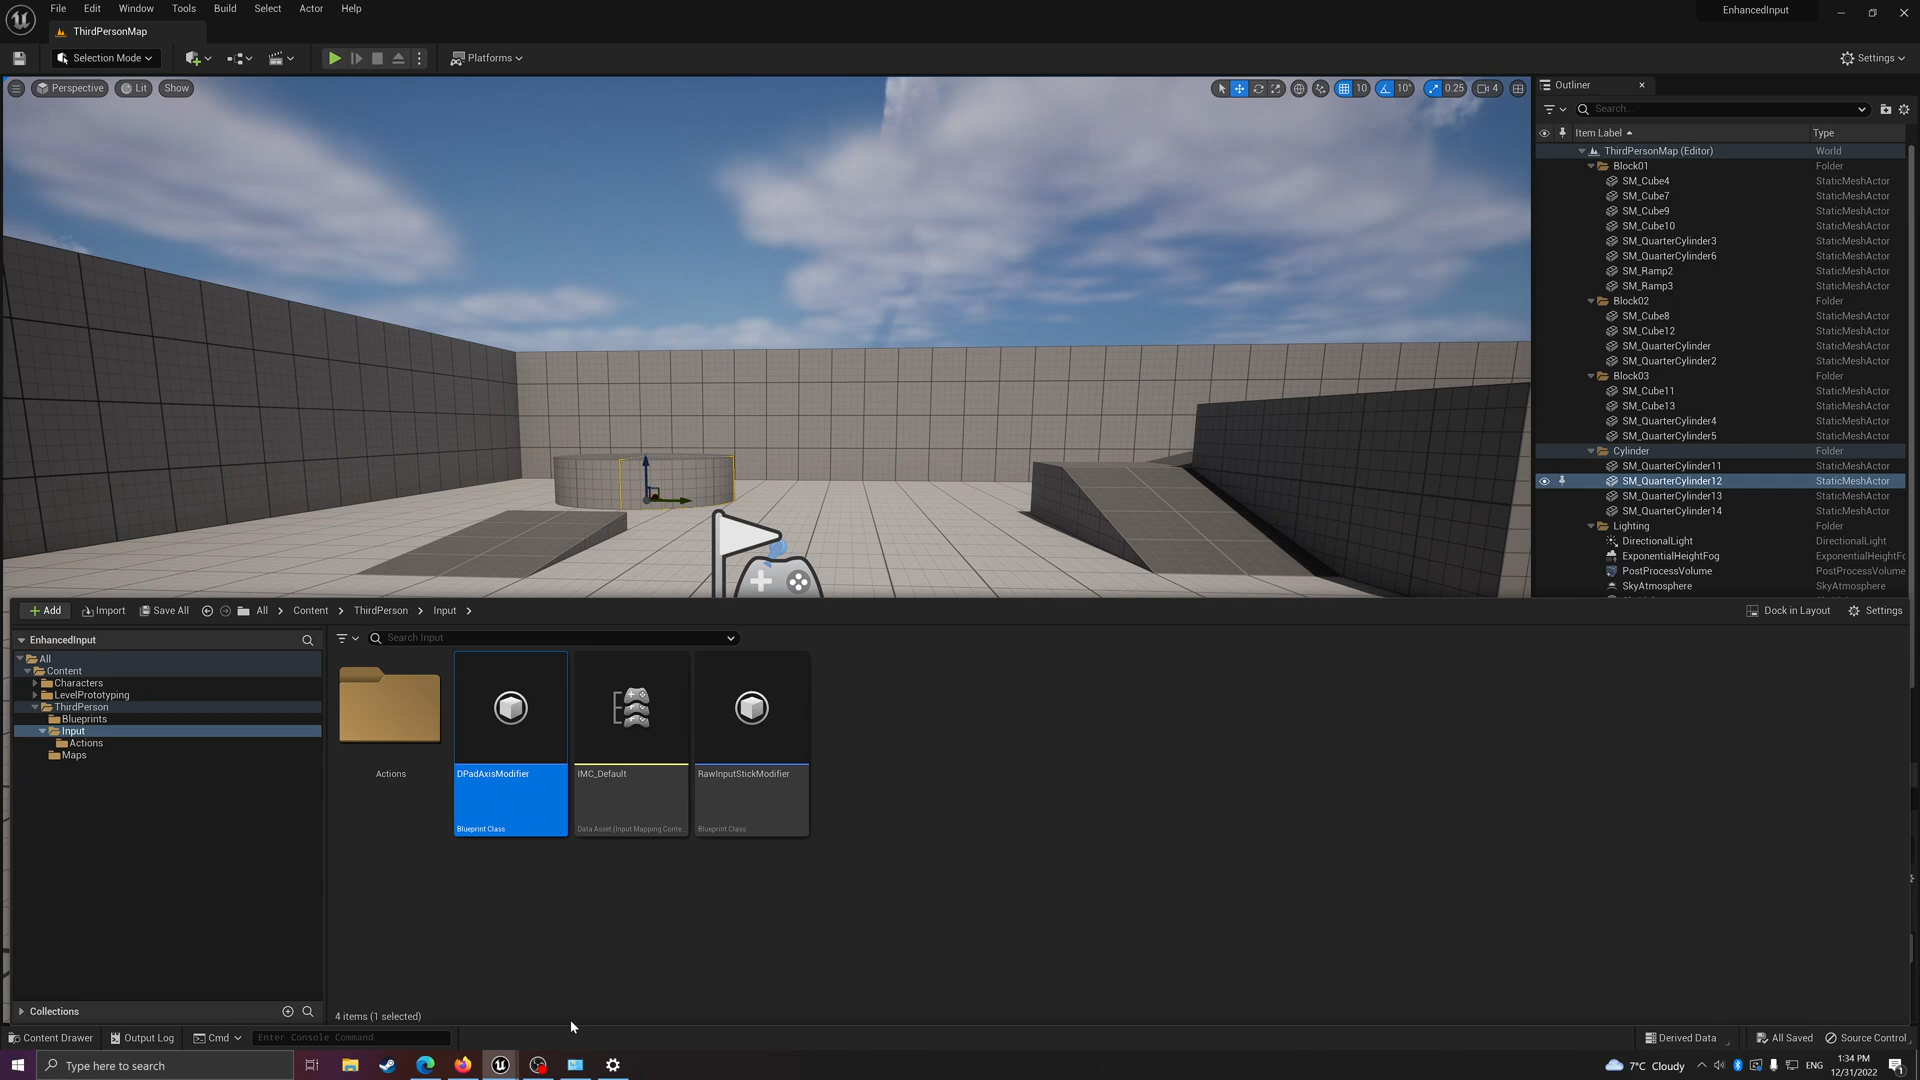 File Edit Window Tools Build Select Actor Help
EnhancedInput
ThirdPersonMap
Selection Mode
Platforms
Settings
Perspective Lit Show
10 10° 0.25 4
Outliner
Search...
Item Label Type
ThirdPersonMap (Editor) World
Block01 Folder
SM_Cube4 StaticMeshActor
SM_Cube7 StaticMeshActor
SM_Cube9 StaticMeshActor
SM_Cube10 StaticMeshActor
SM_QuarterCylinder3 StaticMeshActor
SM_QuarterCylinder6 StaticMeshActor
SM_Ramp2 StaticMeshActor
SM_Ramp3 StaticMeshActor
Block02 Folder
SM_Cube8 StaticMeshActor
SM_Cube12 StaticMeshActor
SM_QuarterCylinder StaticMeshActor
SM_QuarterCylinder2 StaticMeshActor
Block03 Folder
SM_Cube11 StaticMeshActor
SM_Cube13 StaticMeshActor
SM_QuarterCylinder4 StaticMeshActor
SM_QuarterCylinder5 StaticMeshActor
Cylinder Folder
SM_QuarterCylinder11 StaticMeshActor
SM_QuarterCylinder12 StaticMeshActor
SM_QuarterCylinder13 StaticMeshActor
SM_QuarterCylinder14 StaticMeshActor
Lighting Folder
DirectionalLight DirectionalLight
ExponentialHeightFog ExponentialHeightFo
PostProcessVolume PostProcessVolume
SkyAtmosphere SkyAtmosphere
Add Import Save All All Content ThirdPerson Input
Dock in Layout Settings
EnhancedInput
Search Input
All
Content
Characters
LevelPrototyping
ThirdPerson
Blueprints
Input
Actions
Maps
Actions DPadAxisModifier IMC_Default RawInputStickModifier
Blueprint Class Data Asset (Input Mapping Conte... Blueprint Class
Collections
4 items (1 selected)
Content Drawer Output Log Cmd Enter Console Command
Derived Data All Saved Source Control
Type here to search
7°C Cloudy
ENG
1:34 PM
12/31/2022
1